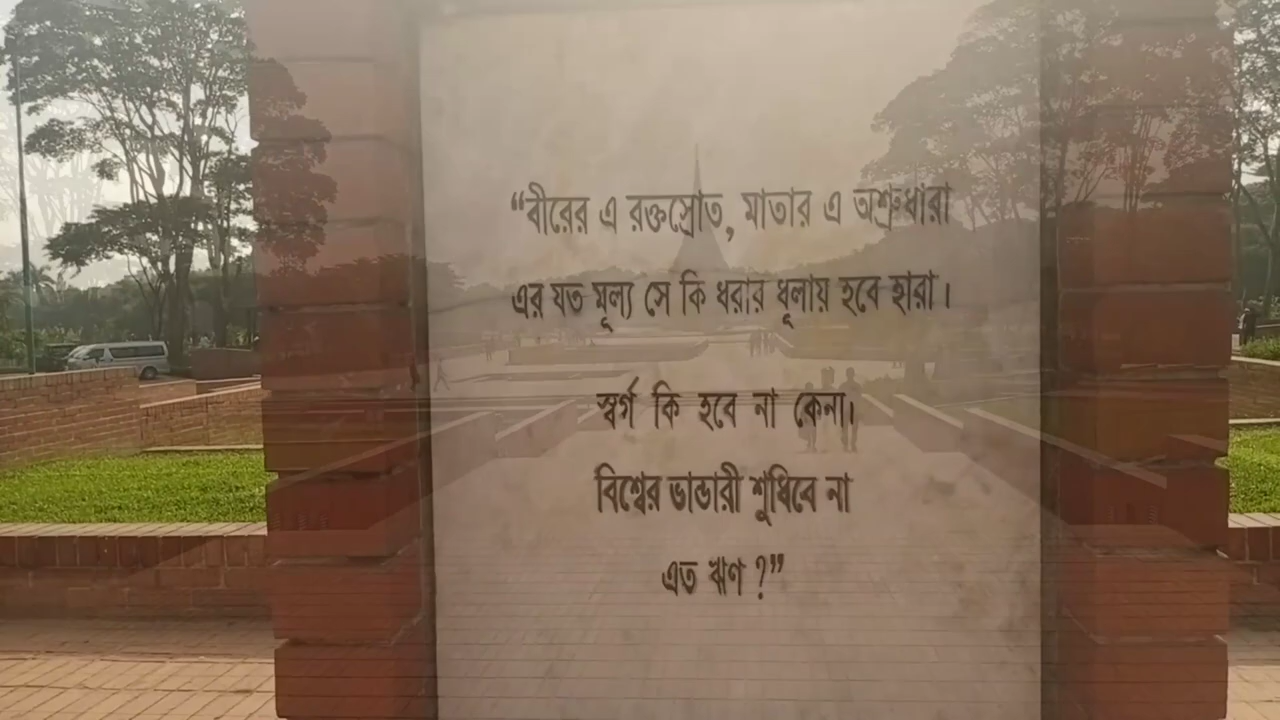 “বীরের এ রক্তস্রোত, মাতার এ অশ্রুধারা
এর যত মূল্য সে কি ধরার ধূলায় হবে হারা।
স্বর্গ কি হবে না কেনা।
বিশ্বের ভান্ডারী শুধিবে না
এত ঋণ ?”